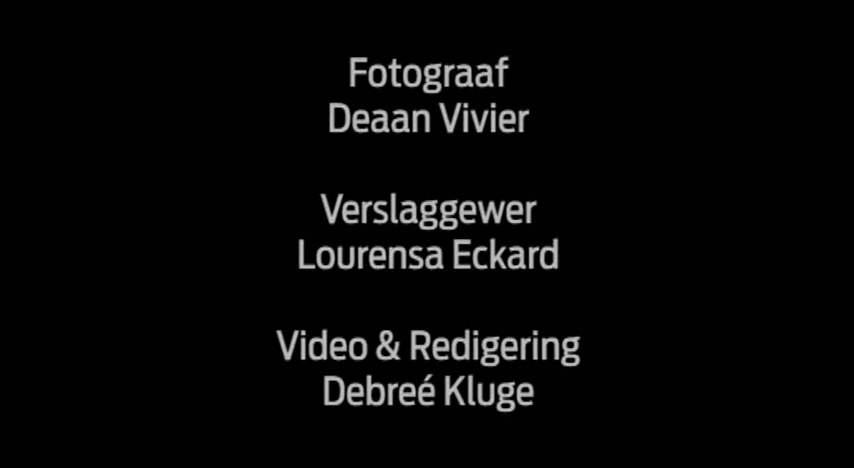 Fotograaf
Deaan Vivier
Verslaggewer
Lourensa Eckard
Video & Redigering
Debreé Kluge